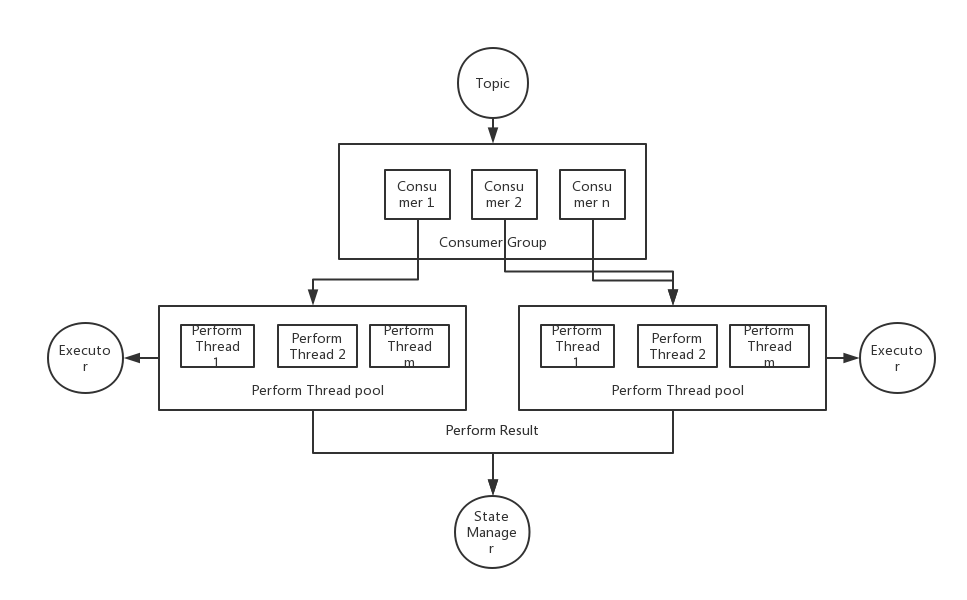 Topic
Consu
mer 1
Consu
mer 2
Consu
mer n
Consumer Group
Executo
r
Perform
Thread
1
Perform
Thread 2
Perform
Thread
m
Perform Thread pool
Perform
Thread
1
Perform
Thread 2
Perform
Thread
m
Perform Thread pool
Executo
r
Perform Result
State
Manage
r